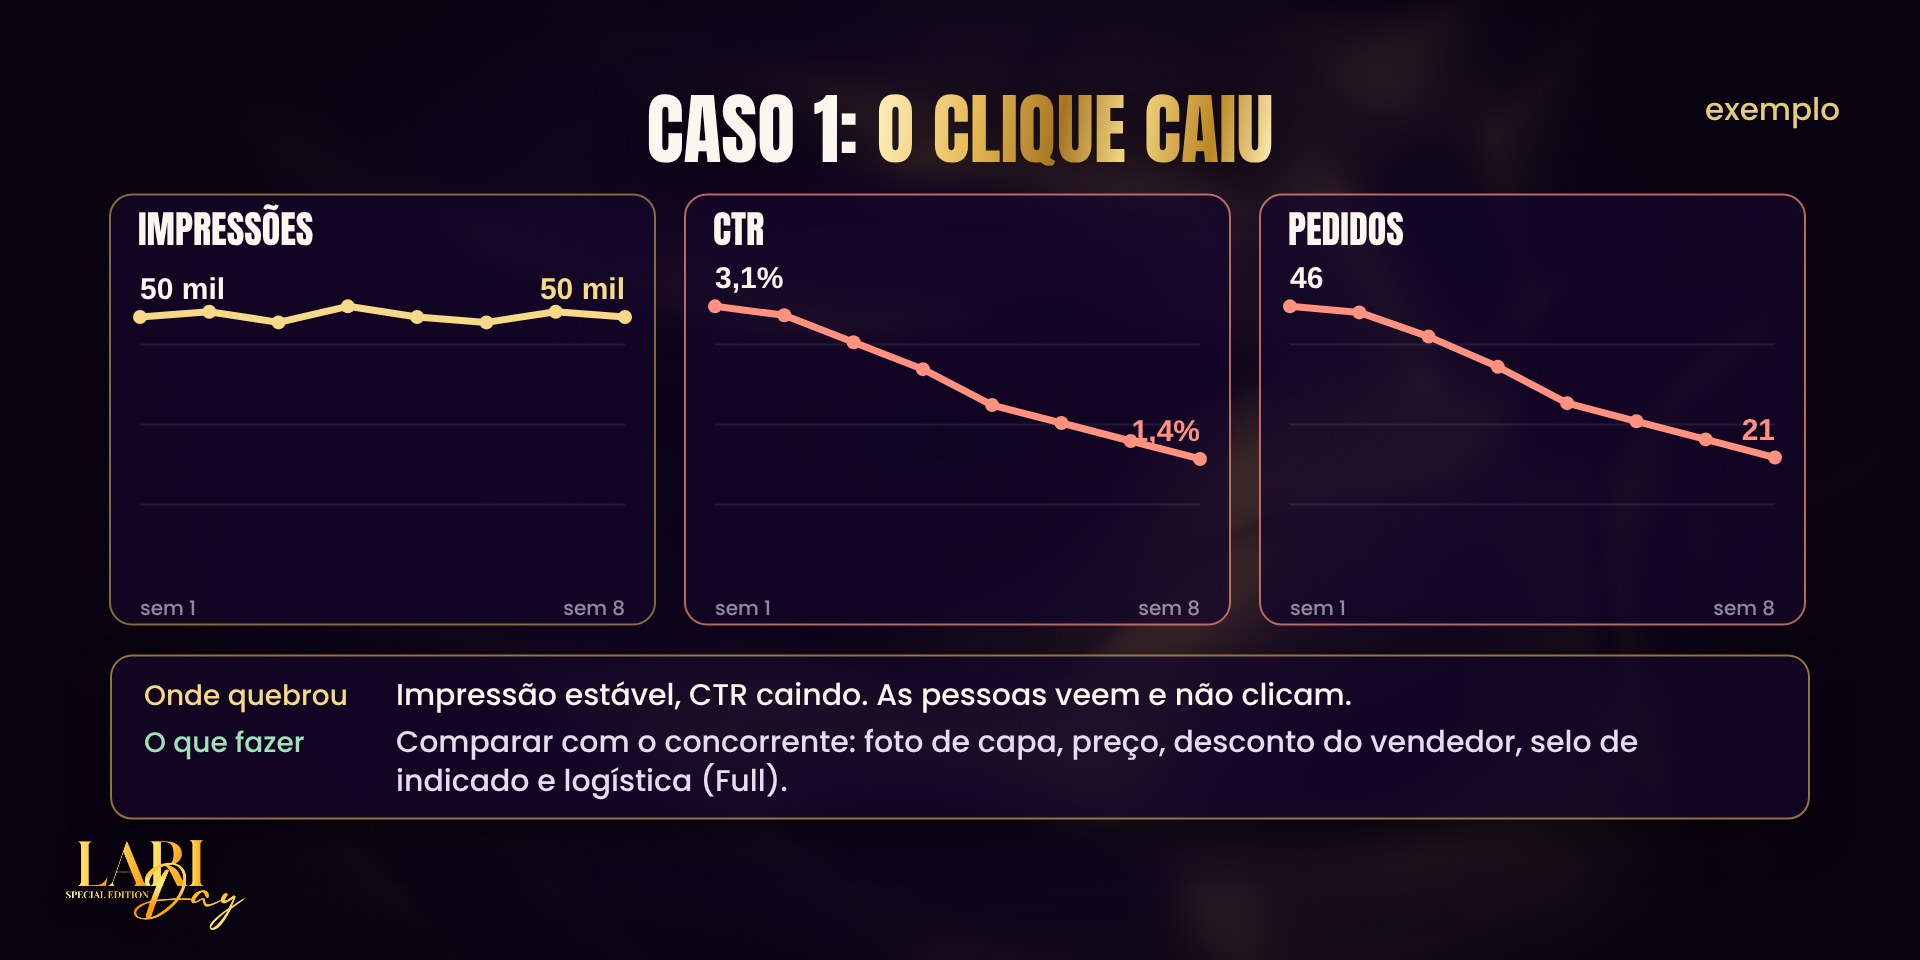 CASO 1: O CLIQUE CAIU
exemplo
IMPRESSÕES
50 mil
50 mil
sem 1
sem 8
CTR
3,1%
1,4%
sem 1
sem 8
PEDIDOS
46
21
sem 1
sem 8
Onde quebrou
Impressão estável, CTR caindo. As pessoas veem e não clicam.
O que fazer
Comparar com o concorrente: foto de capa, preço, desconto do vendedor, selo de
indicado e logística (Full).
LABI
SPECIAL EDITION
Day